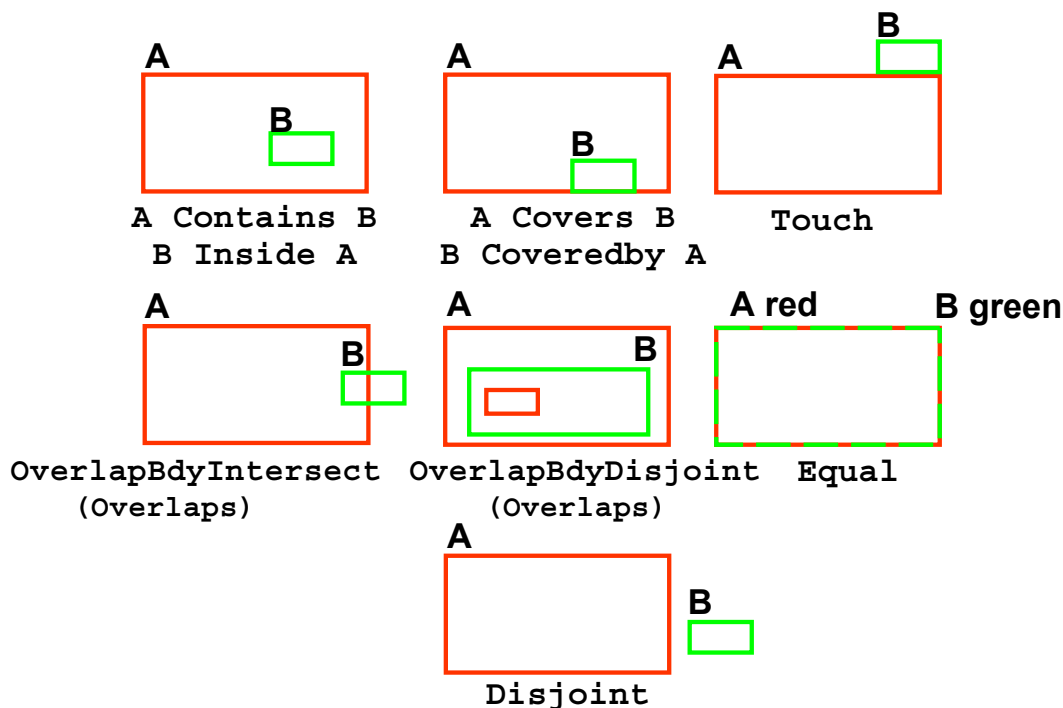 A
B
A Contains B
B Inside A
A
B
A Covers B
B Coveredby A
A
B
Touch
A
B
OverlapBdyIntersect
(Overlaps)
A
B
OverlapBdyDisjoint
(Overlaps)
A red
B green
Equal
A
B
Disjoint